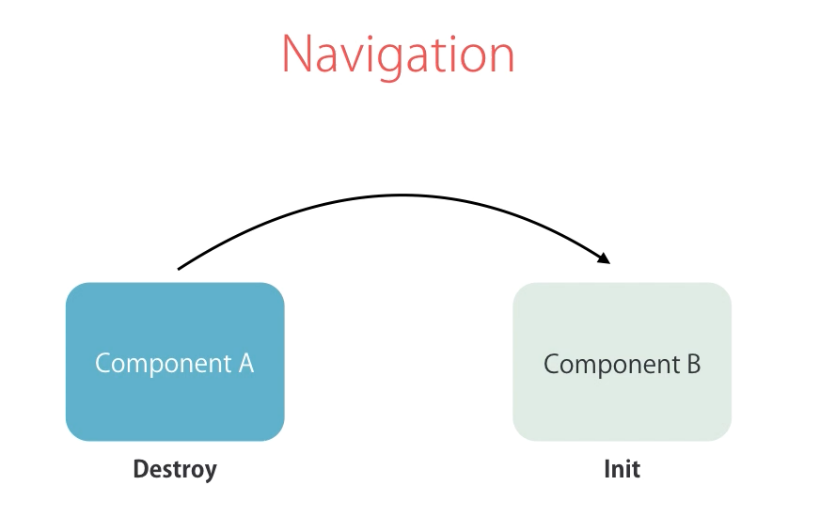 Navigation
Component A
Component B
Destroy
Init